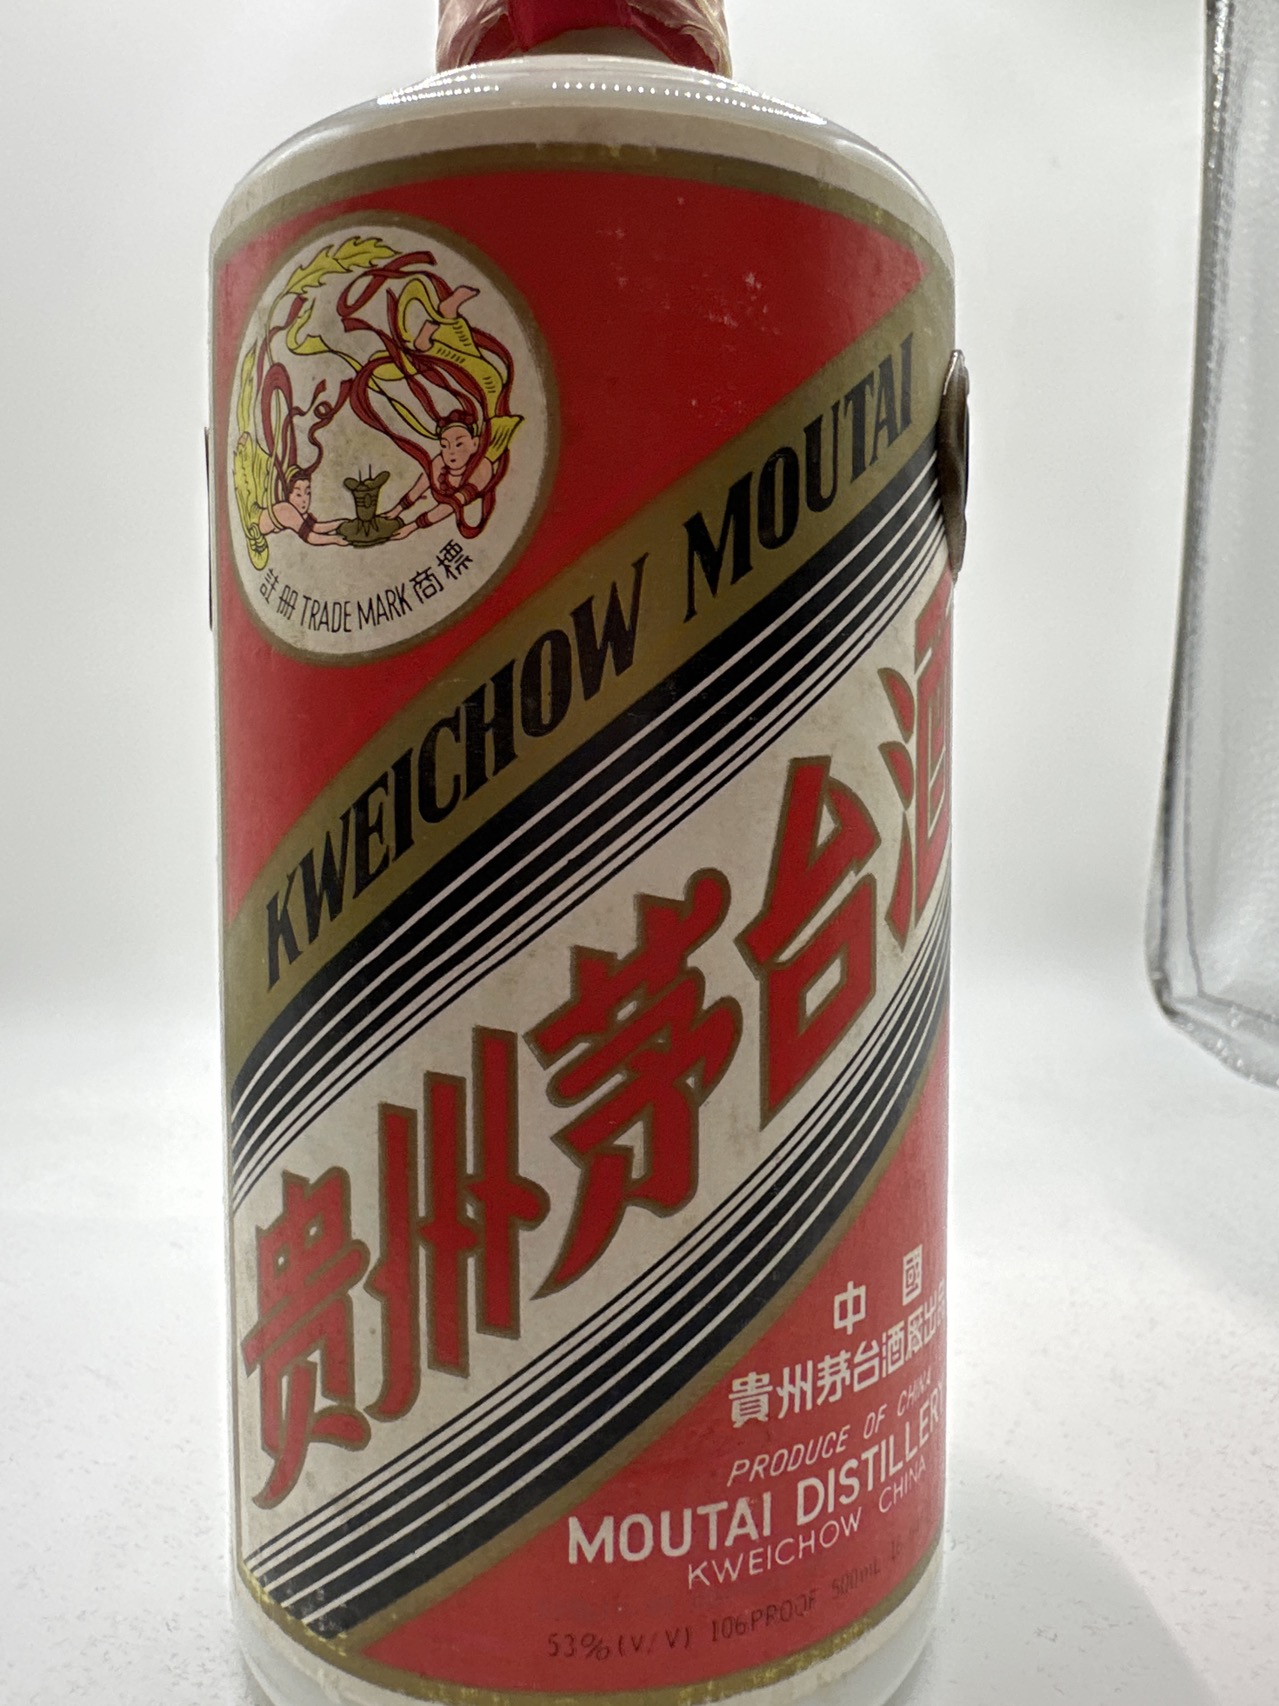 註册 TRADE MARK 商標
KWEICHOW MOUTAI
贵州茅台酒
中國
貴州茅台酒廠出品
PRODUCE OF CHINA
MOUTAI DISTILLERY
KWEICHOW CHINA
53%(V/V) 106PROOF 500mL